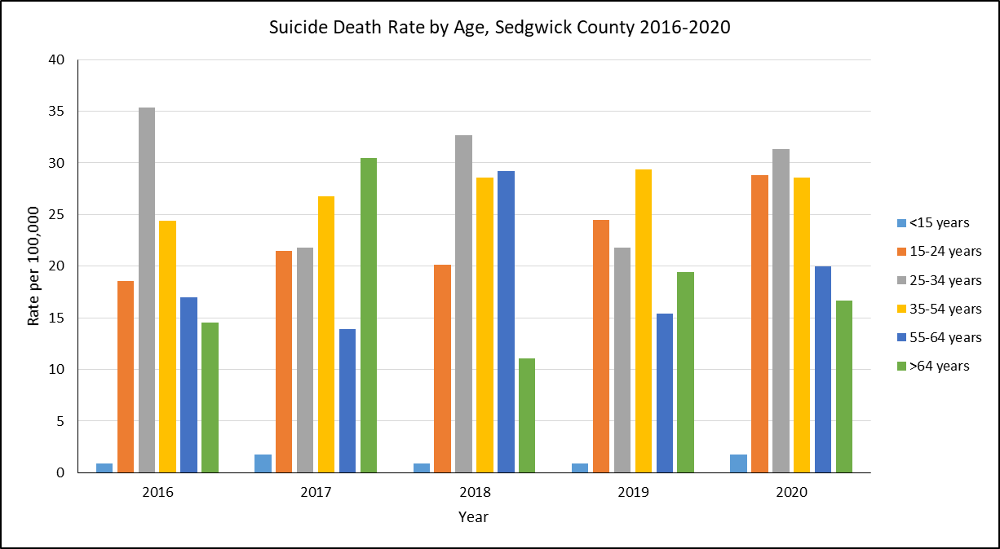 Suicide Death Rate by Age, Sedgwick County 2016-2020
40
35
30
25
20
15
10
5
0
Rate per 100,000
2016 2017 2018 2019 2020
Year
<15 years
15-24 years
25-34 years
35-54 years
55-64 years
>64 years